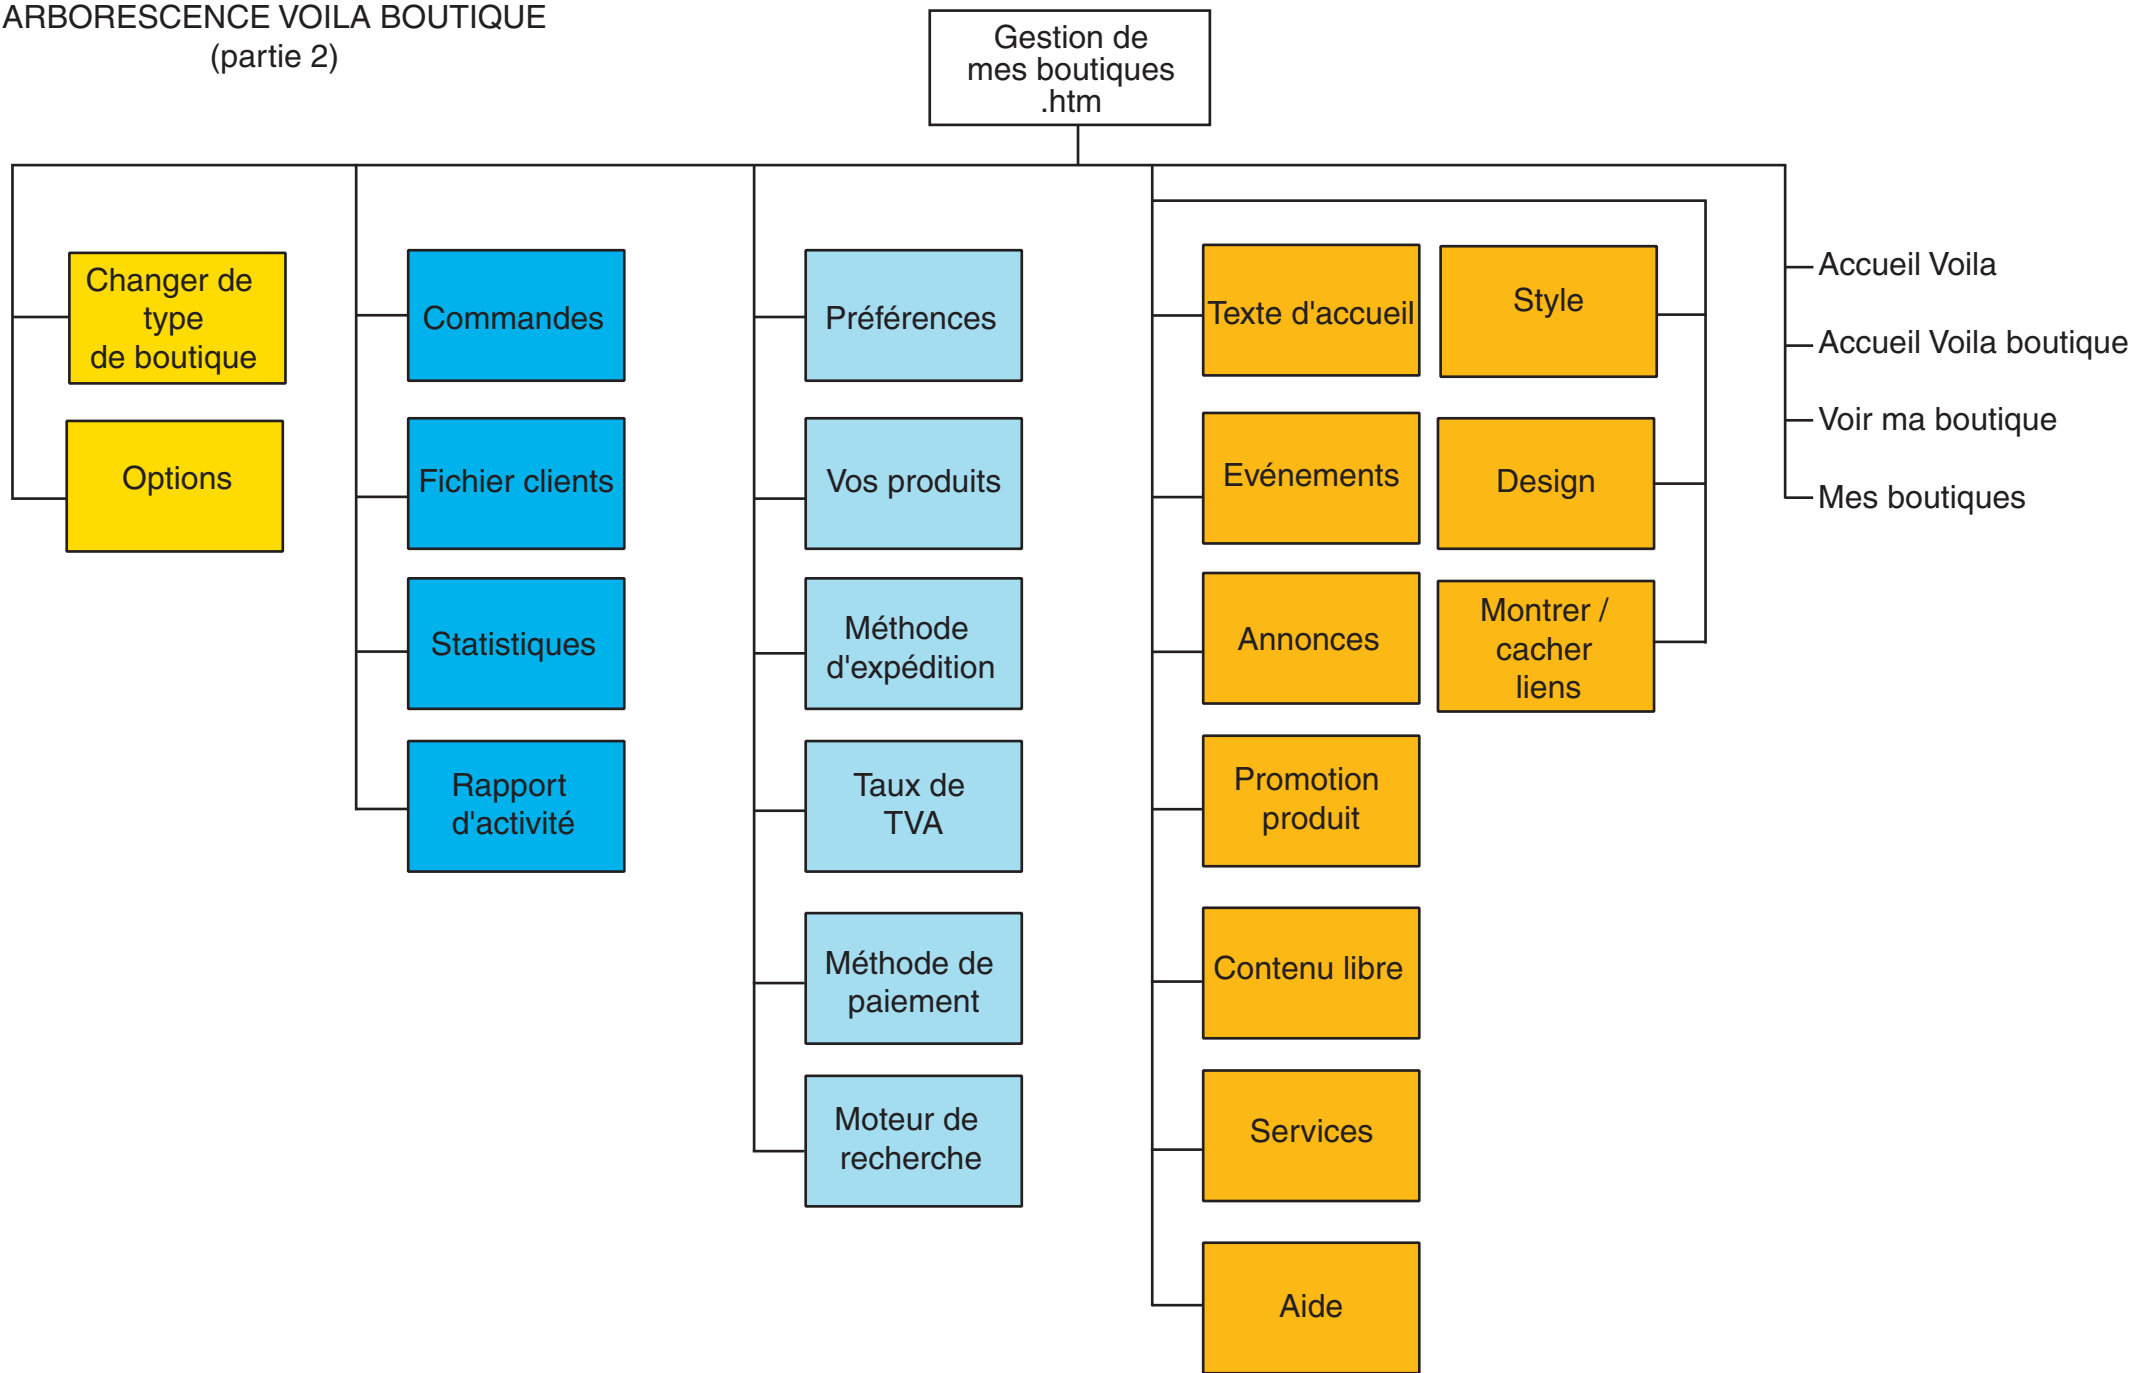 ARBORESCENCE VOILA BOUTIQUE
(partie 2)
Gestion de
mes boutiques
.htm
Changer de
type
de boutique
Options
Commandes
Fichier clients
Statistiques
Rapport
d'activité
Préférences
Vos produits
Méthode
d'expédition
Taux de
TVA
Méthode de
paiement
Moteur de
recherche
Texte d'accueil
Evénements
Annonces
Promotion
produit
Contenu libre
Services
Aide
Style
Design
Montrer /
cacher
liens
Accueil Voila
Accueil Voila boutique
Voir ma boutique
Mes boutiques